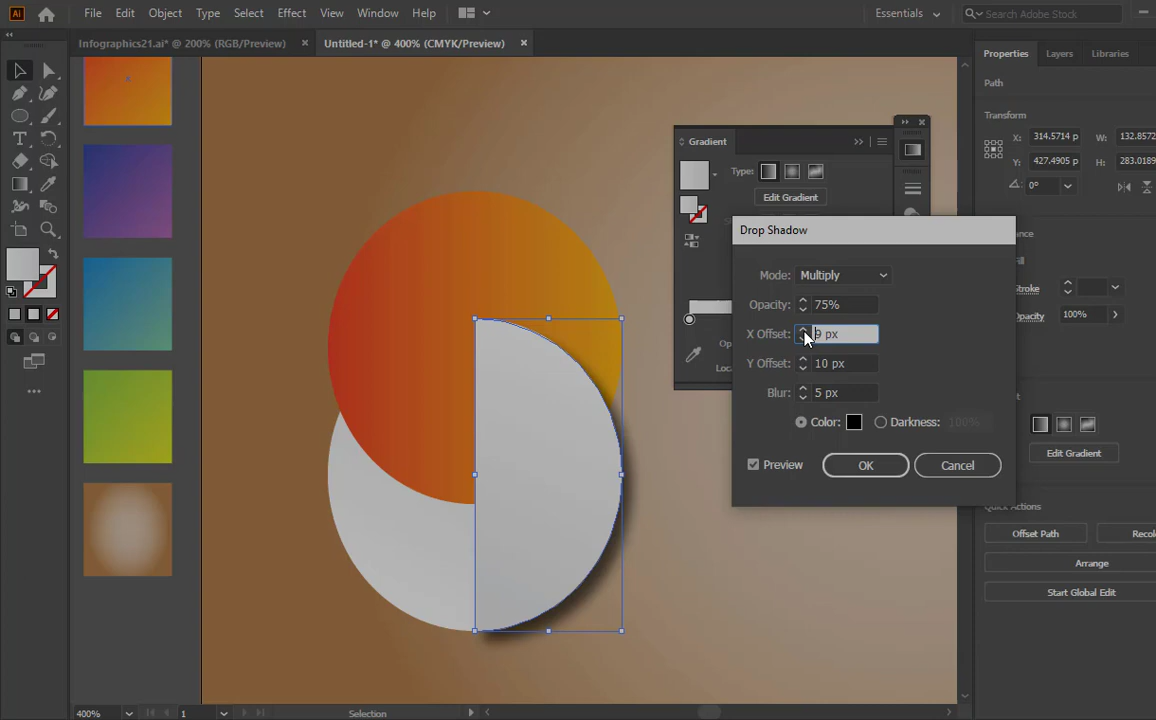 Ai File Edit Object Type Select Effect View Window Help Essentials Search Adobe Stock
Infographics21.ai* @ 200% (RGB/Preview) × Untitled-1* @ 400% (CMYK/Preview) ×
Properties Layers Libraries
Path
Transform
X: 314.5714 p W: 132.8572
Y: 427.4905 p H: 283.0189
0°
Gradient
Type:
Edit Gradient
Drop Shadow
Mode: Multiply
Opacity: 75%
X Offset: 9 px
Y Offset: 10 px
Blur: 5 px
Color: Darkness: 100%
Preview OK Cancel
Stroke
Opacity 100%
Edit Gradient
Quick Actions
Offset Path Recol
Arrange
Start Global Edit
400% 1 Selection